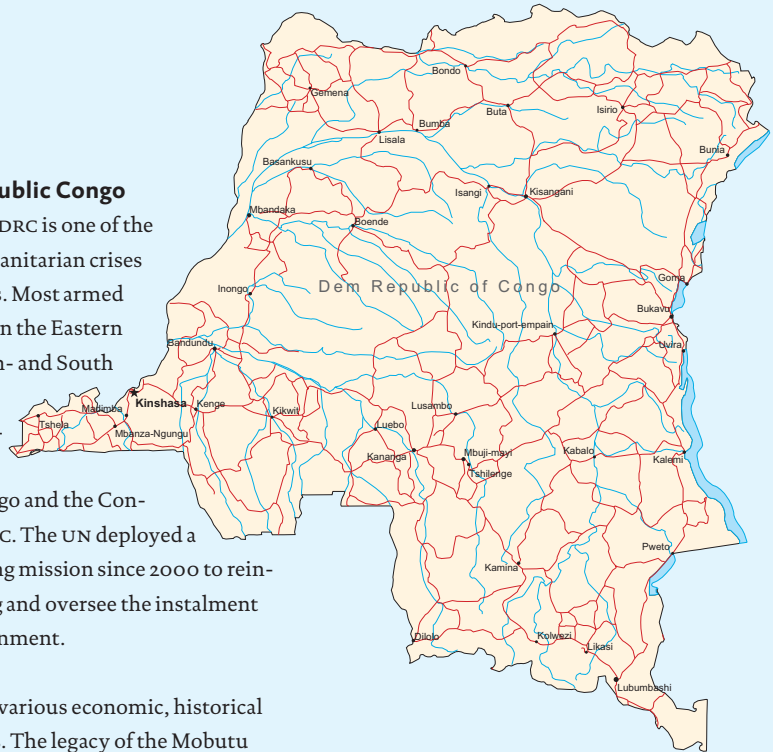 ublic Congo
DRC is one of the
anitarian crises
s. Most armed
n the Eastern
n- and South
go and the Con-
C. The UN deployed a
ng mission since 2000 to rein-
g and oversee the instalment
nment.
various economic, historical
s. The legacy of the Mobutu
Bondo
Gemena
Buta
Isirio
Bumba
Lisala
Bunia
Basankusu
Isangi
Kisangani
Mbandaka
Boende
Goma
Inongo
Dem Republic of Congo
Bukavu
Kindu-port-empain
Bandundu
Uvira
Kinshasa
Kenge
Madimba
Kikwit
Lusambo
Tshela
Luebo
Mbanza-Ngungu
Kananga
Mbuji-mayi
Kabalo
Kalemi
Tshilenge
Pweto
Kamina
Dilolo
Kolwezi
Likasi
Lubumbashi